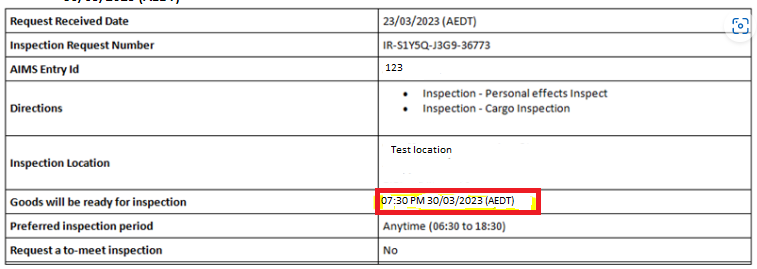 Request Received Date 23/03/2023 (AEDT)
Inspection Request Number IR-S1Y5Q-J3G9-36773
AIMS Entry Id 123
Directions
• Inspection - Personal effects Inspect
• Inspection - Cargo Inspection
Inspection Location Test location
Goods will be ready for inspection 07:30 PM 30/03/2023 (AEDT)
Preferred inspection period Anytime (06:30 to 18:30)
Request a to-meet inspection No